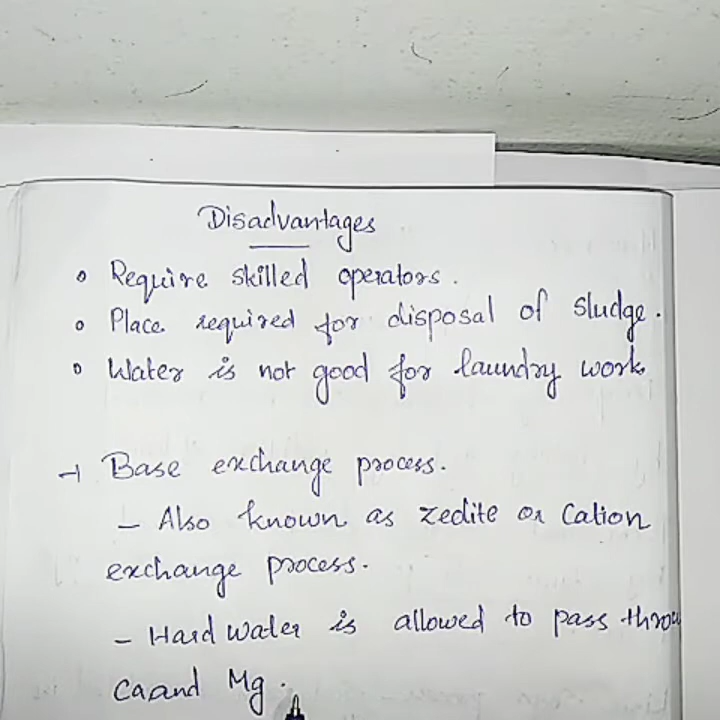 Disadvantages
Require skilled operators.
Place required for disposal of sludge.
Water is not good for laundry work
→ Base exchange process.
- Also known as zedite or Cation
exchange process.
- Hard water is allowed to pass throu
Ca and Mg.